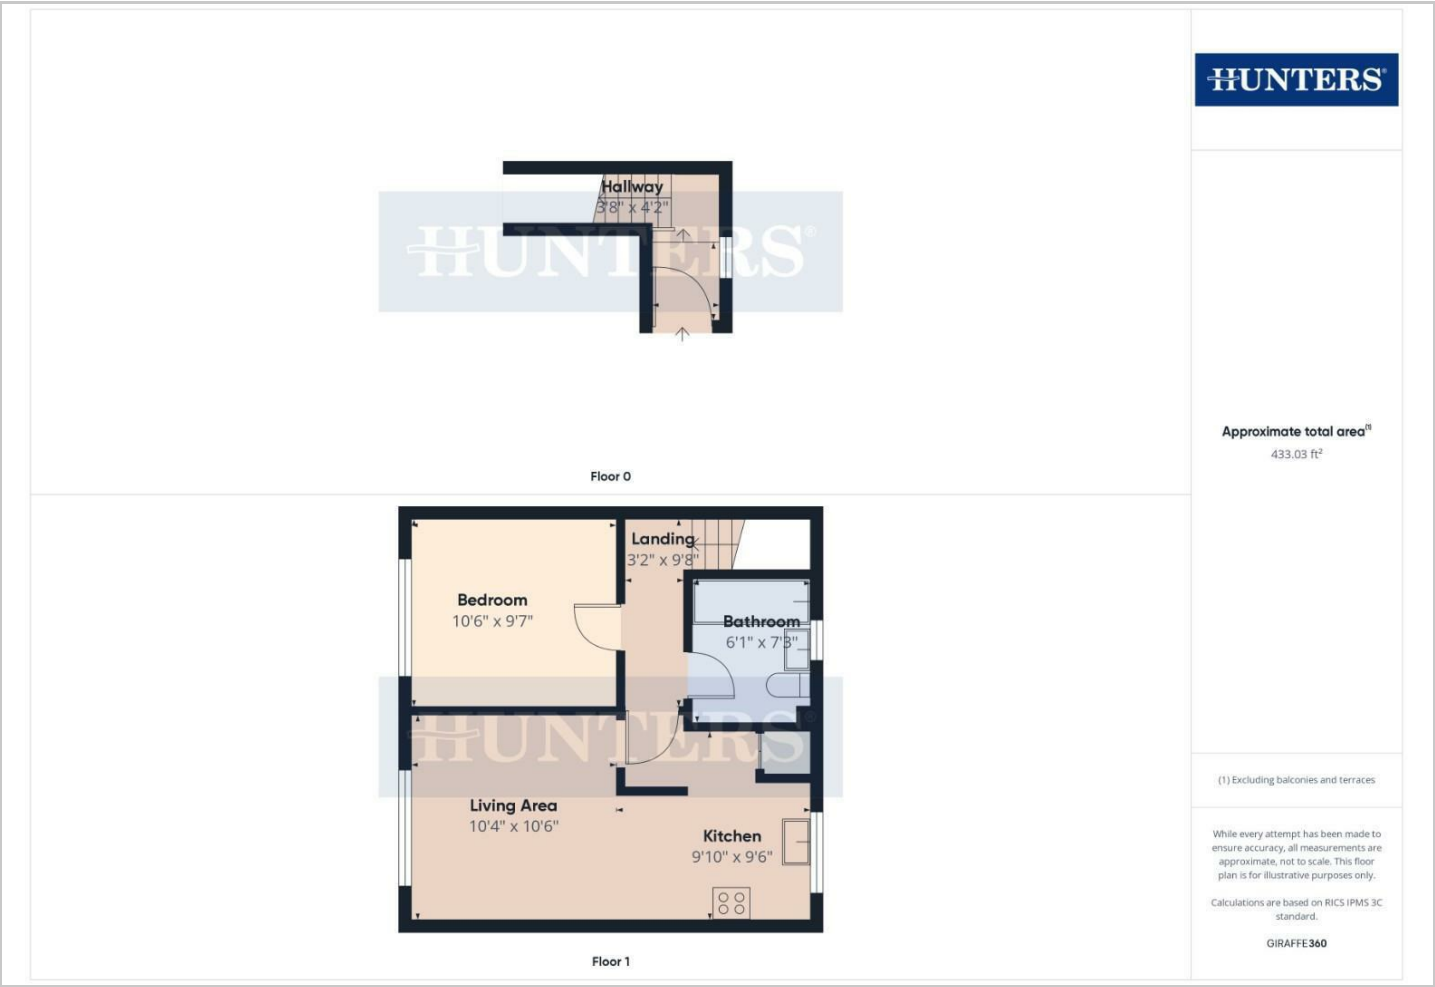 HUNTERS®
Hallway
3'8" x 4'2"
HUNTERS®
Floor 0
Approximate total area(1)
433.03 ft²
Landing
3'2" x 9'8"
Bedroom
10'6" x 9'7"
Bathroom
6'1" x 7'3"
HUNTERS®
Living Area
10'4" x 10'6"
Kitchen
9'10" x 9'6"
Floor 1
(1) Excluding balconies and terraces
While every attempt has been made to
ensure accuracy, all measurements are
approximate, not to scale. This floor
plan is for illustrative purposes only.
Calculations are based on RICS IPMS 3C
standard.
GIRAFFE360